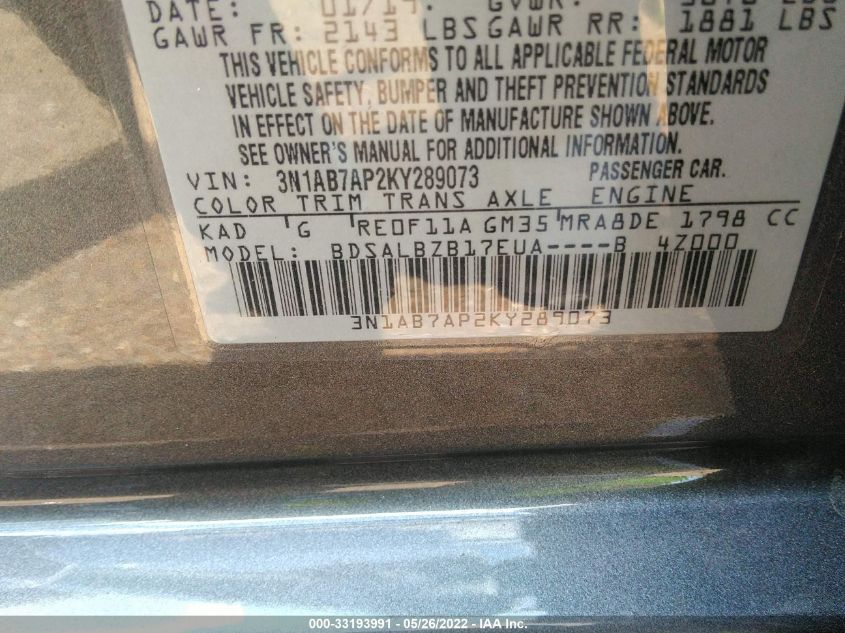 DATE: 01/19 GVWR:
GAWR FR: 2143 LBS GAWR RR: 1881 LBS
THIS VEHICLE CONFORMS TO ALL APPLICABLE FEDERAL MOTOR
VEHICLE SAFETY, BUMPER AND THEFT PREVENTION STANDARDS
IN EFFECT ON THE DATE OF MANUFACTURE SHOWN ABOVE.
SEE OWNER'S MANUAL FOR ADDITIONAL INFORMATION.
VIN: 3N1AB7AP2KY289073 PASSENGER CAR.
COLOR TRIM TRANS AXLE ENGINE
KAD G RE0F11A GM35 MRA8DE 1798 CC
MODEL: BDSALBZB17EUA----B 4Z000
3N1AB7AP2KY289073
000-33193991 - 05/26/2022 - IAA Inc.